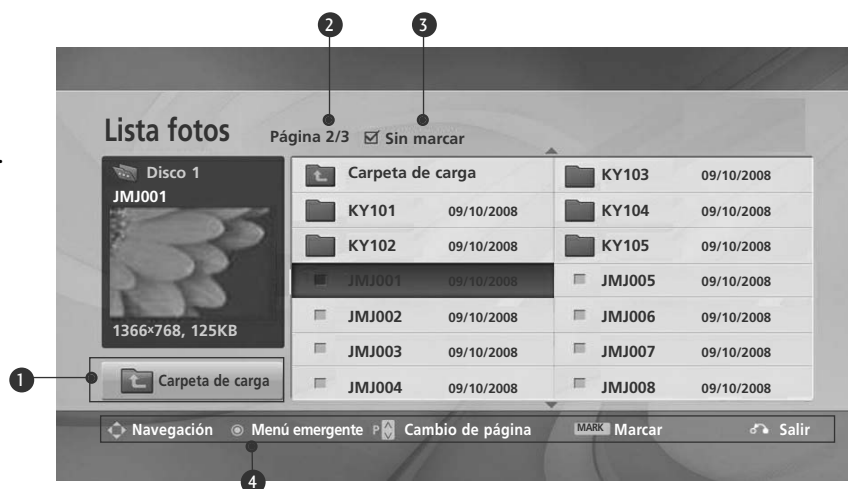 2 3
Lista fotos Página 2/3 Sin marcar
Disco 1
JMJ001
1366×768, 125KB
1 Carpeta de carga
Carpeta de carga
KY101 09/10/2008
KY102 09/10/2008
JMJ001 09/10/2008
JMJ002 09/10/2008
JMJ003 09/10/2008
JMJ004 09/10/2008
KY103 09/10/2008
KY104 09/10/2008
KY105 09/10/2008
JMJ005 09/10/2008
JMJ006 09/10/2008
JMJ007 09/10/2008
JMJ008 09/10/2008
Navegación Menú emergente P Cambio de página MARK Marcar Salir
4